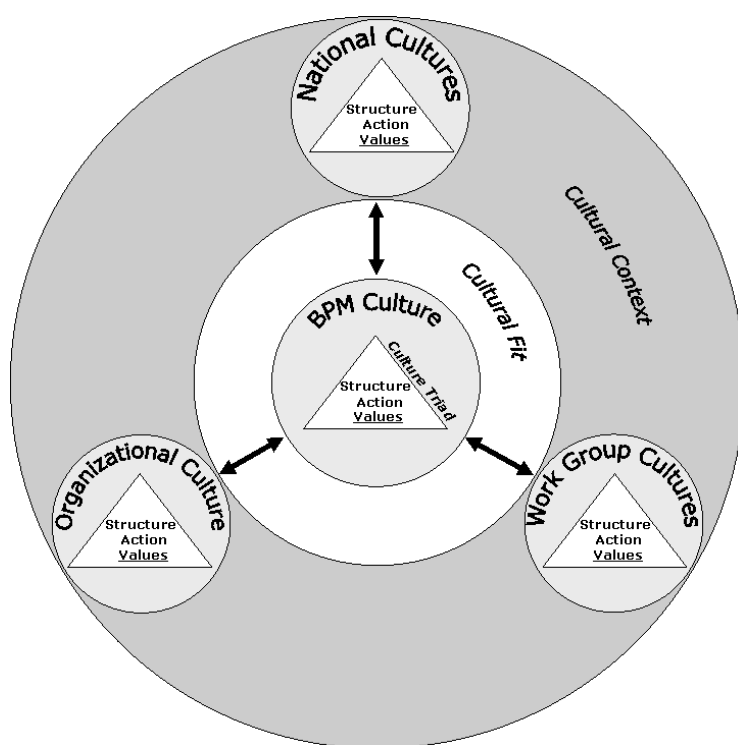 National Cultures
Structure
Action
Values
Cultural Context
Cultural Fit
BPM Culture
Culture Triad
Structure
Action
Values
Organizational Culture
Structure
Action
Values
Work Group Cultures
Structure
Action
Values